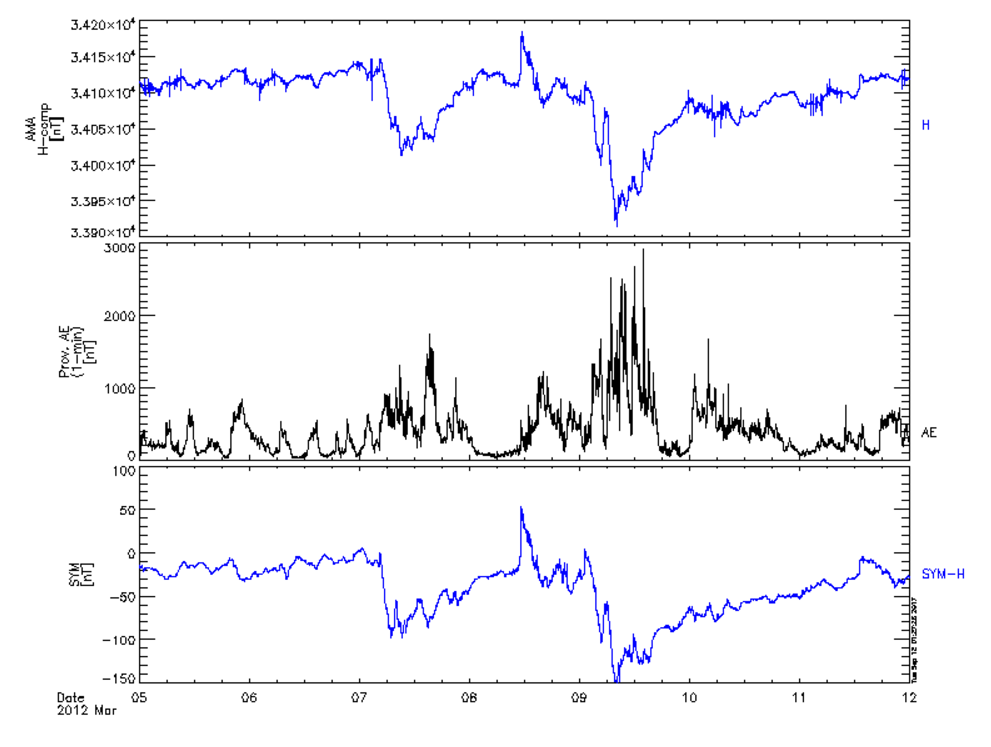 3.420×10⁴
3.415×10⁴
3.410×10⁴
3.405×10⁴
3.400×10⁴
3.395×10⁴
3.390×10⁴
AMA
H-comp
[nT]
H
3000
2000
1000
0
Prov. AE
(1-min)
[nT]
AE
100
50
0
-50
-100
-150
SYM
[nT]
SYM-H
05 06 07 08 09 10 11 12
Date
2012 Mar